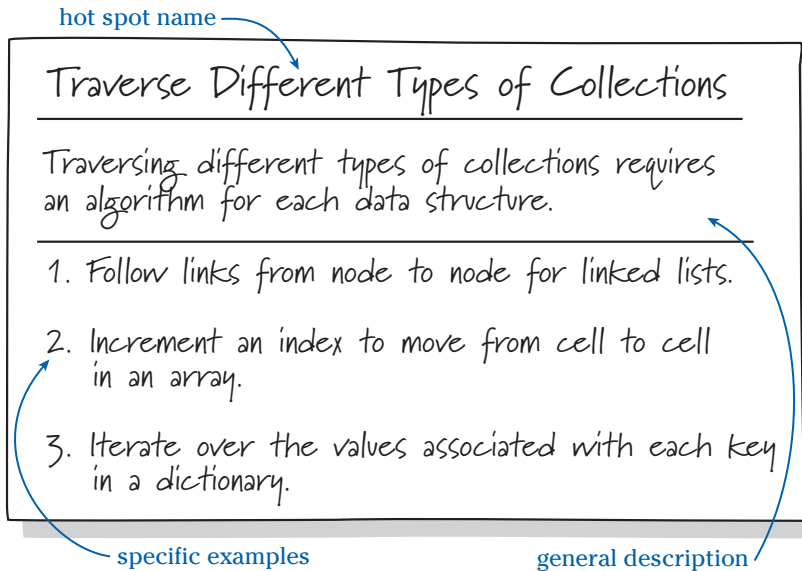 hot spot name
Traverse Different Types of Collections
Traversing different types of collections requires
an algorithm for each data structure.
1. Follow links from node to node for linked lists.
2. Increment an index to move from cell to cell
in an array.
3. Iterate over the values associated with each key
in a dictionary.
specific examples
general description